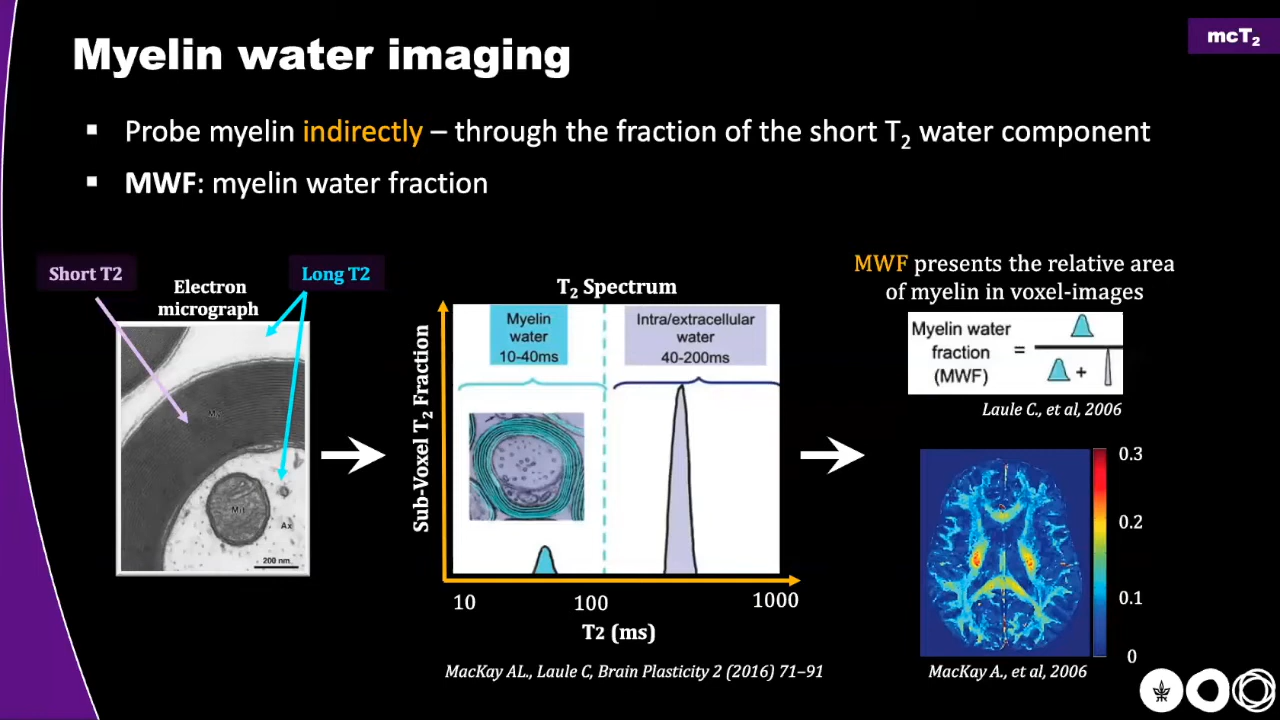 mcT₂
Myelin water imaging
▪ Probe myelin indirectly – through the fraction of the short T₂ water component
▪ MWF: myelin water fraction
Short T2
Long T2
Electron
micrograph
Mit
Ax
200 nm
T₂ Spectrum
Sub-Voxel T₂ Fraction
Myelin
water
10-40ms
Intra/extracellular
water
40-200ms
10
100
1000
T2 (ms)
MacKay AL., Laule C, Brain Plasticity 2 (2016) 71–91
MWF presents the relative area
of myelin in voxel-images
Myelin water
fraction
(MWF)
=
+
Laule C., et al, 2006
0.3
0.2
0.1
0
MacKay A., et al, 2006